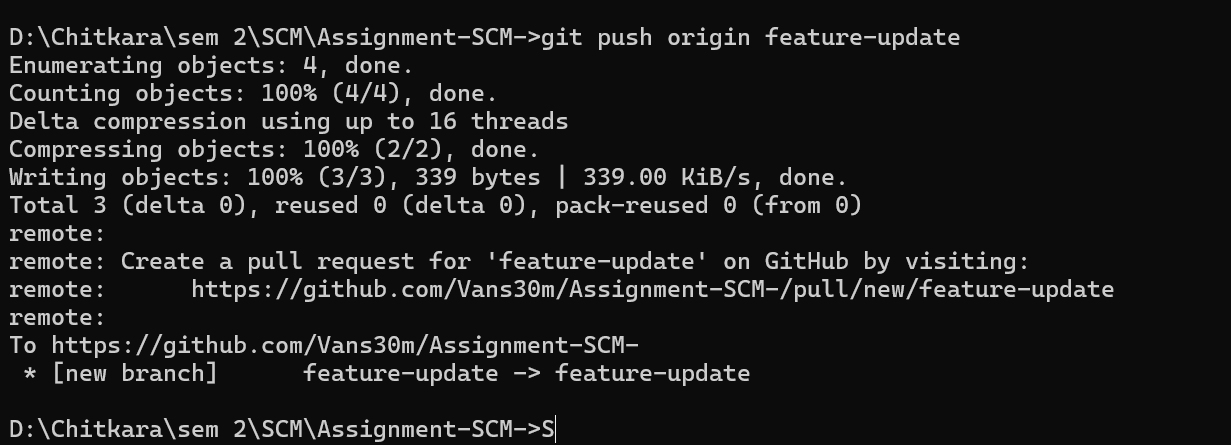 D:\Chitkara\sem 2\SCM\Assignment-SCM->git push origin feature-update
Enumerating objects: 4, done.
Counting objects: 100% (4/4), done.
Delta compression using up to 16 threads
Compressing objects: 100% (2/2), done.
Writing objects: 100% (3/3), 339 bytes | 339.00 KiB/s, done.
Total 3 (delta 0), reused 0 (delta 0), pack-reused 0 (from 0)
remote:
remote: Create a pull request for 'feature-update' on GitHub by visiting:
remote:      https://github.com/Vans30m/Assignment-SCM-/pull/new/feature-update
remote:
To https://github.com/Vans30m/Assignment-SCM-
 * [new branch]      feature-update -> feature-update
D:\Chitkara\sem 2\SCM\Assignment-SCM->S